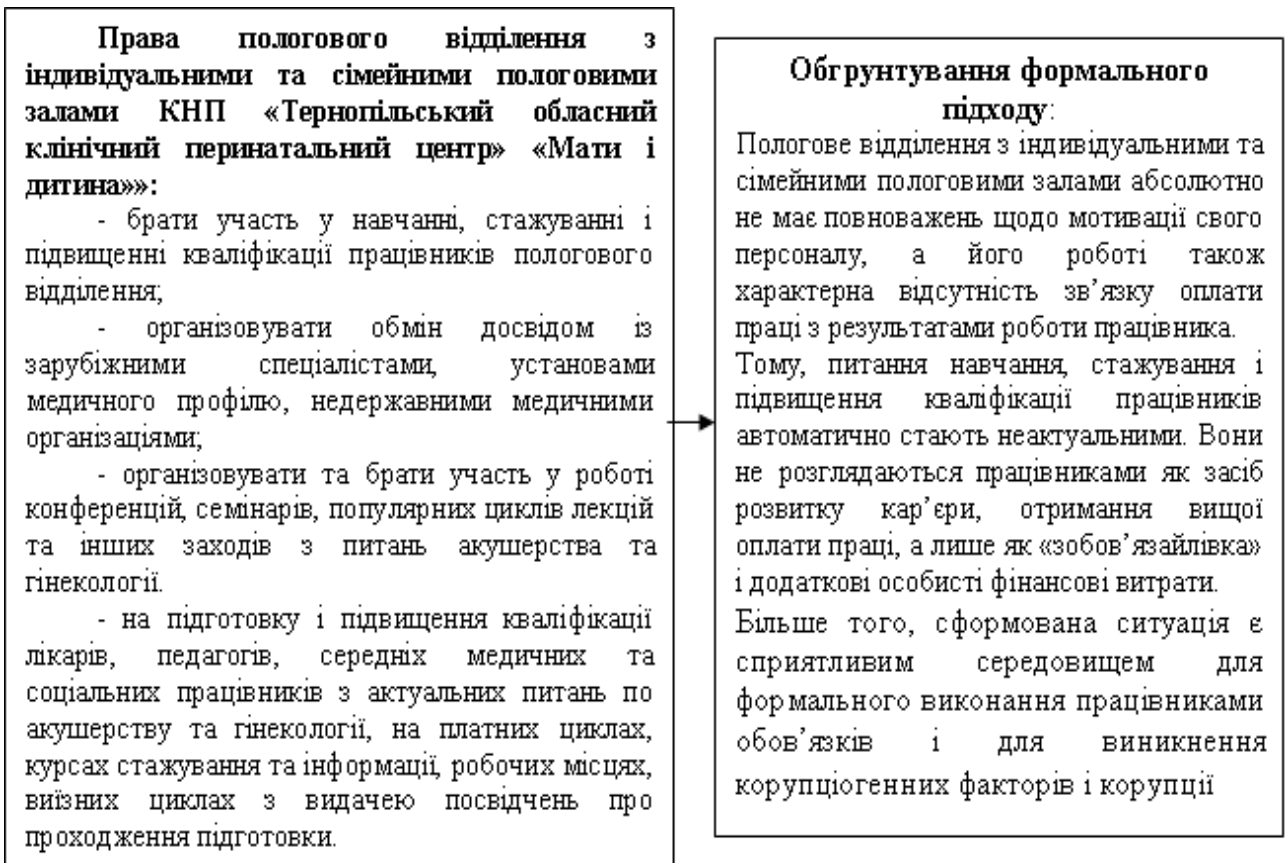 Права пологового відділення з
індивідуальними та сімейними пологовими
залами КНП «Тернопільський обласний
клінічний перинатальний центр» «Мати і
дитина»»:
- брати участь у навчанні, стажуванні і
підвищенні кваліфікації працівників пологового
відділення;
- організовувати обмін досвідом із
зарубіжними спеціалістами, установами
медичного профілю, недержавними медичними
організаціями;
- організовувати та брати участь у роботі
конференцій, семінарів, популярних циклів лекцій
та інших заходів з питань акушерства та
гінекології.
- на підготовку і підвищення кваліфікації
лікарів, педагогів, середніх медичних та
соціальних працівників з актуальних питань по
акушерству та гінекології, на платних циклах,
курсах стажування та інформації, робочих місцях,
виїзних циклах з видачею посвідчень про
проходження підготовки.
Обгрунтування формального
підходу:
Пологове відділення з індивідуальними та
сімейними пологовими залами абсолютно
не має повноважень щодо мотивації свого
персоналу, а його роботі також
характерна відсутність зв’язку оплати
праці з результатами роботи працівника.
Тому, питання навчання, стажування і
підвищення кваліфікації працівників
автоматично стають неактуальними. Вони
не розглядаються працівниками як засіб
розвитку кар’єри, отримання вищої
оплати праці, а лише як «зобов’язайлівка»
і додаткові особисті фінансові витрати.
Більше того, сформована ситуація є
сприятливим середовищем для
формального виконання працівниками
обов’язків і для виникнення
корупціогенних факторів і корупції